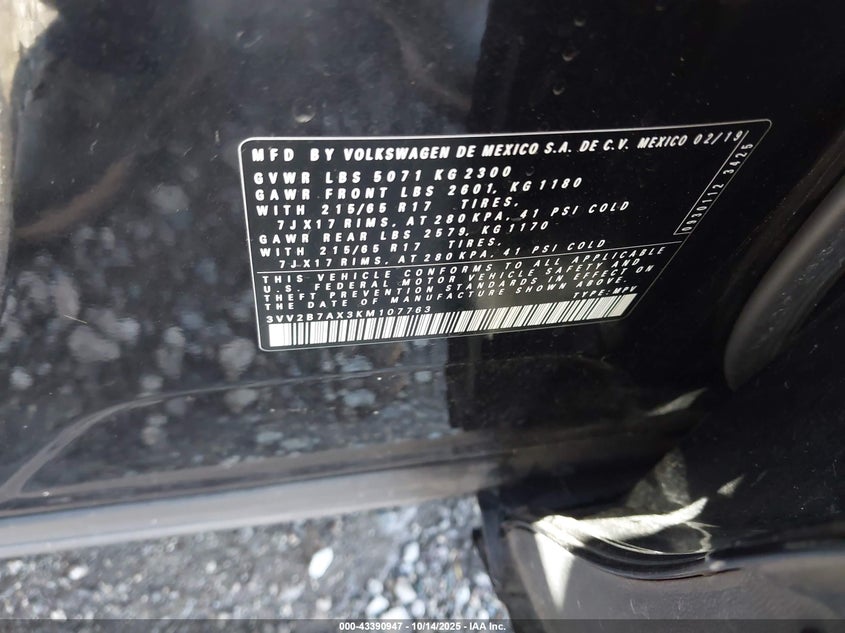 MFD BY VOLKSWAGEN DE MEXICO S.A. DE C.V. MEXICO 02/19
GVWR LBS 5071 KG 2300
GAWR FRONT LBS 2601, KG 1180
WITH 215/65 R17 TIRES,
7JX17 RIMS, AT 280 KPA, 41 PSI COLD
GAWR REAR LBS 2579, KG 1170
WITH 215/65 R17 TIRES,
7JX17 RIMS, AT 280 KPA, 41 PSI COLD
THIS VEHICLE CONFORMS TO ALL APPLICABLE
U.S. FEDERAL MOTOR VEHICLE SAFETY AND
THEFT PREVENTION STANDARDS IN EFFECT ON
THE DATE OF MANUFACTURE SHOWN ABOVE.
3VV2B7AX3KM107763 TYPE: MPV
3425
000-43390947 - 10/14/2025 - IAA Inc.